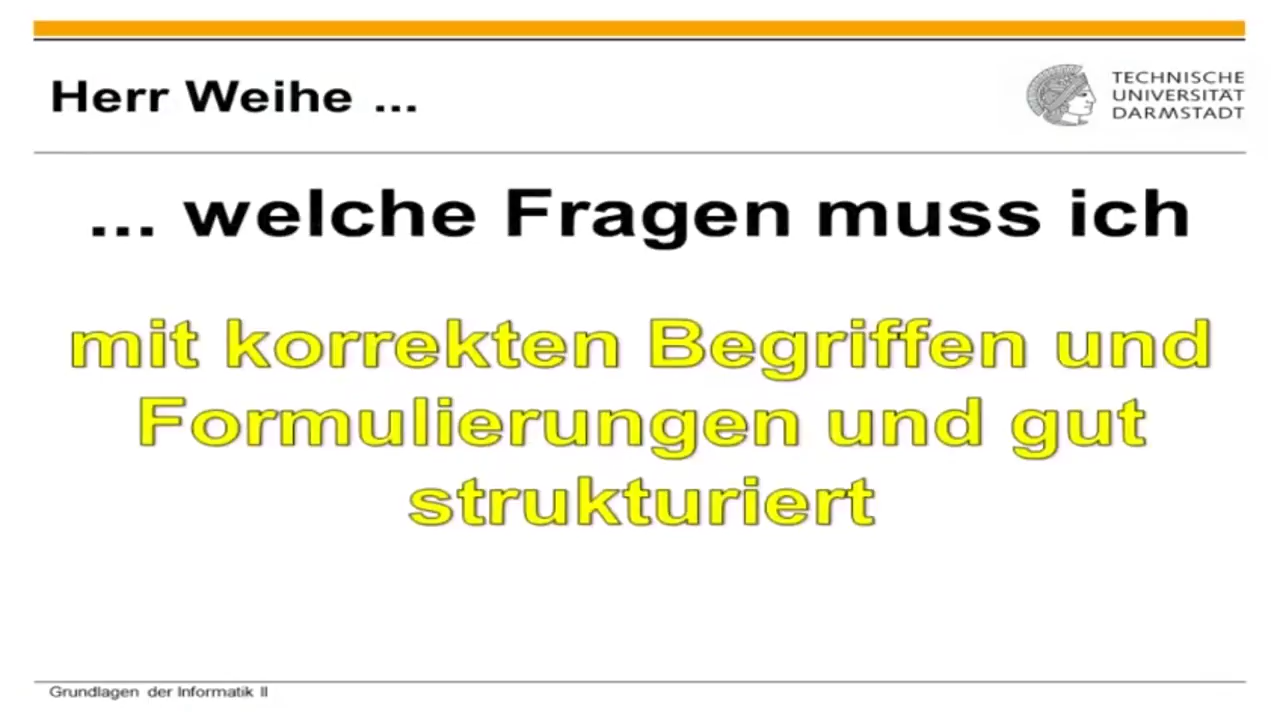 Herr Weihe ...
TECHNISCHE
UNIVERSITÄT
DARMSTADT
... welche Fragen muss ich
mit korrekten Begriffen und
Formulierungen und gut
strukturiert
Grundlagen der Informatik II